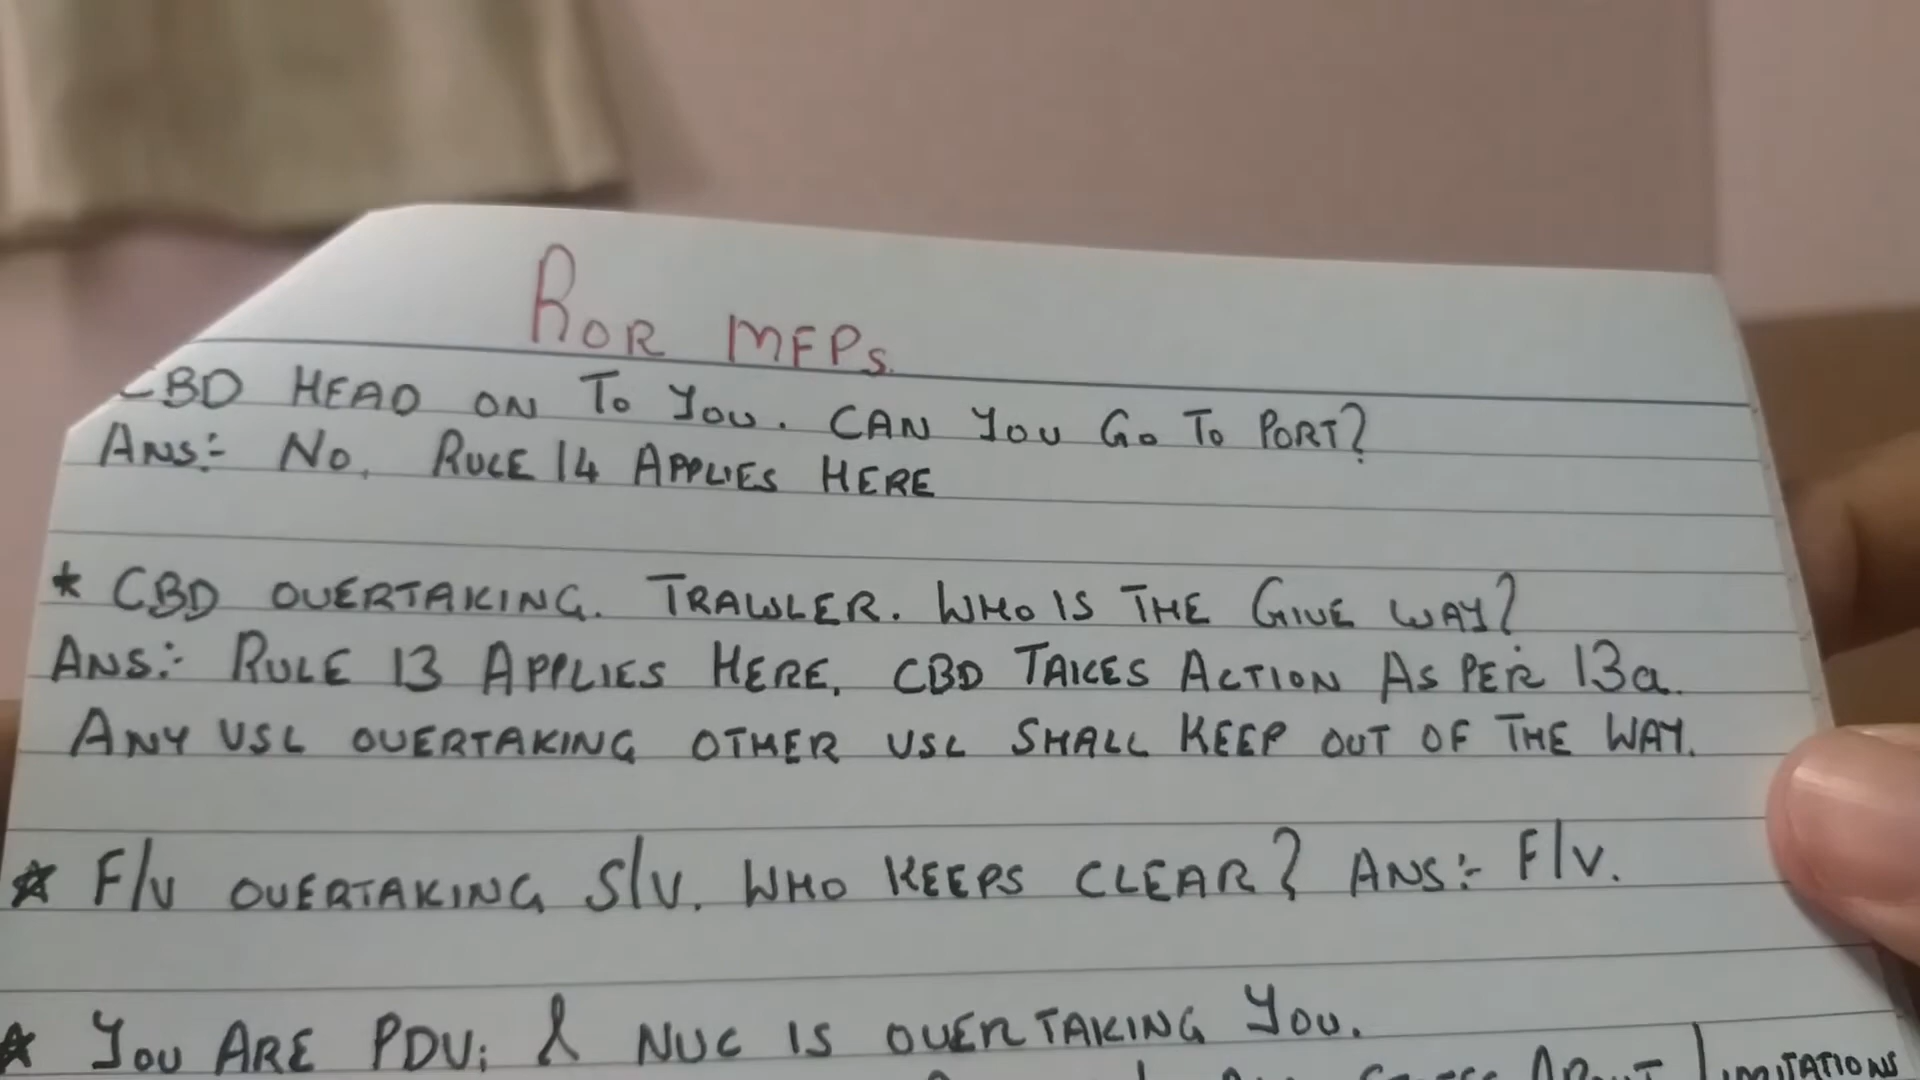 ROR MFPs.
CBD HEAD ON TO YOU. CAN YOU GO TO PORT?
ANS:- NO. RULE 14 APPLIES HERE
* CBD OVERTAKING. TRAWLER. WHO IS THE GIVE WAY?
ANS:- RULE 13 APPLIES HERE. CBD TAKES ACTION AS PER 13a.
ANY VSL OVERTAKING OTHER VSL SHALL KEEP OUT OF THE WAY.
* F/V OVERTAKING S/V. WHO KEEPS CLEAR? ANS:- F/V.
* YOU ARE PDV; & NUC IS OVERTAKING YOU.
ABOUT LIMITATIONS